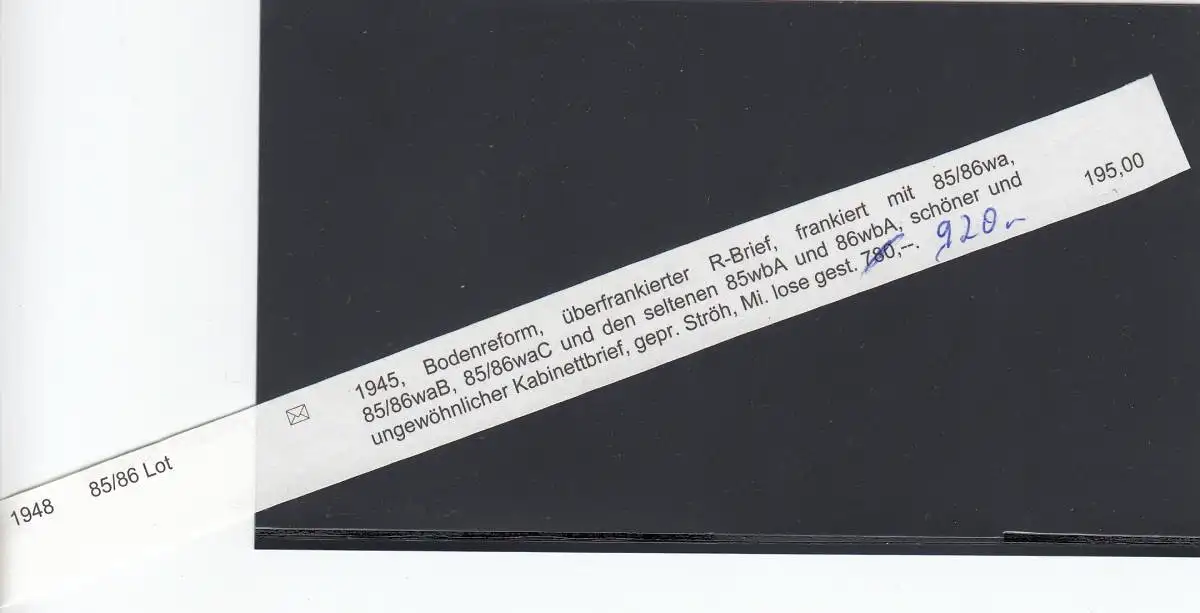 1948 85/86 Lot
1945, Bodenreform, überfrankierter R-Brief, frankiert mit 85/86wa, 195,00
85/86waB, 85/86waC und den seltenen 85wbA und 86wbA, schöner und
ungewöhnlicher Kabinettbrief, gepr. Ströh, Mi. lose gest. 780,--. 920,-